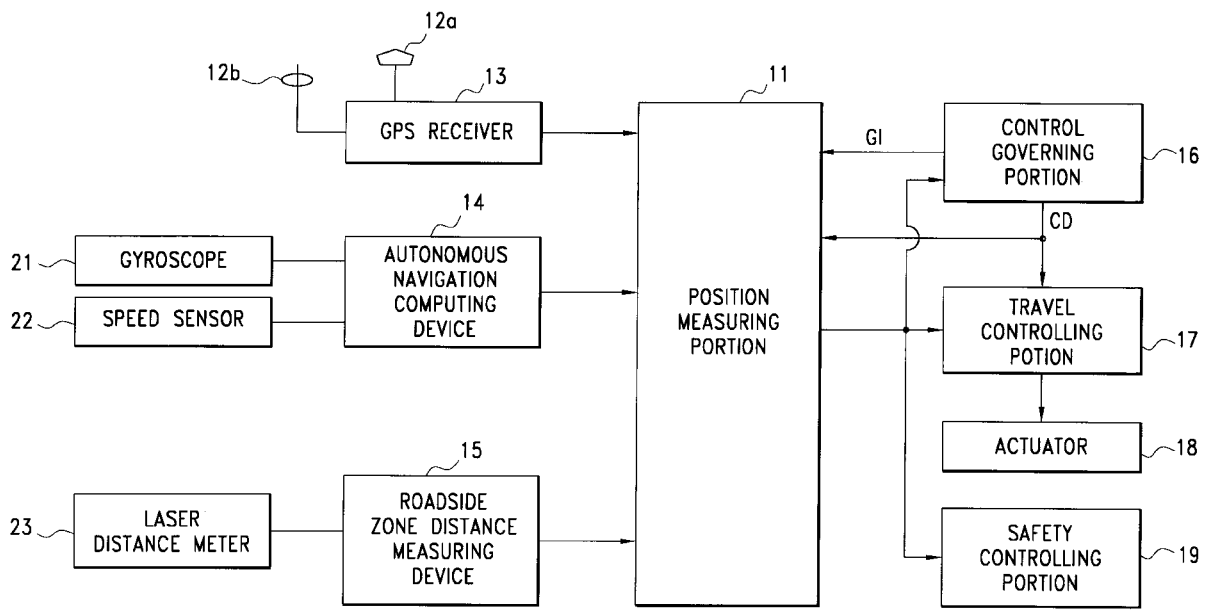 12a
12b
13
GPS RECEIVER
11
GI
CONTROL
GOVERNING
PORTION
16
CD
14
21
GYROSCOPE
22
SPEED SENSOR
AUTONOMOUS
NAVIGATION
COMPUTING
DEVICE
POSITION
MEASURING
PORTION
TRAVEL
CONTROLLING
POTION
17
ACTUATOR
18
15
23
LASER
DISTANCE METER
ROADSIDE
ZONE DISTANCE
MEASURING
DEVICE
SAFETY
CONTROLLING
PORTION
19